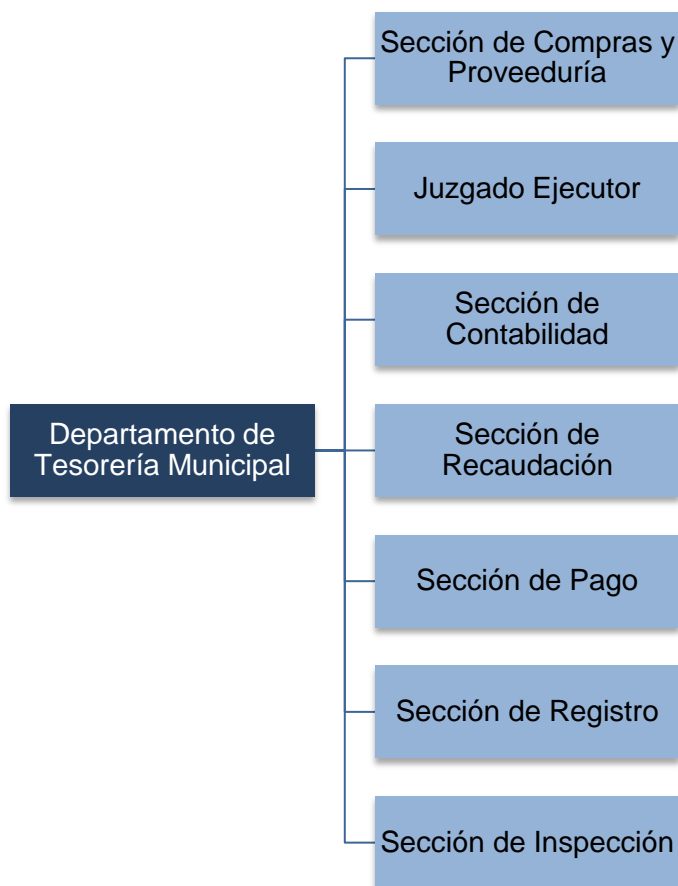 Sección de Compras y
Proveeduría
Juzgado Ejecutor
Sección de
Contabilidad
Departamento de
Tesorería Municipal
Sección de
Recaudación
Sección de Pago
Sección de Registro
Sección de Inspección